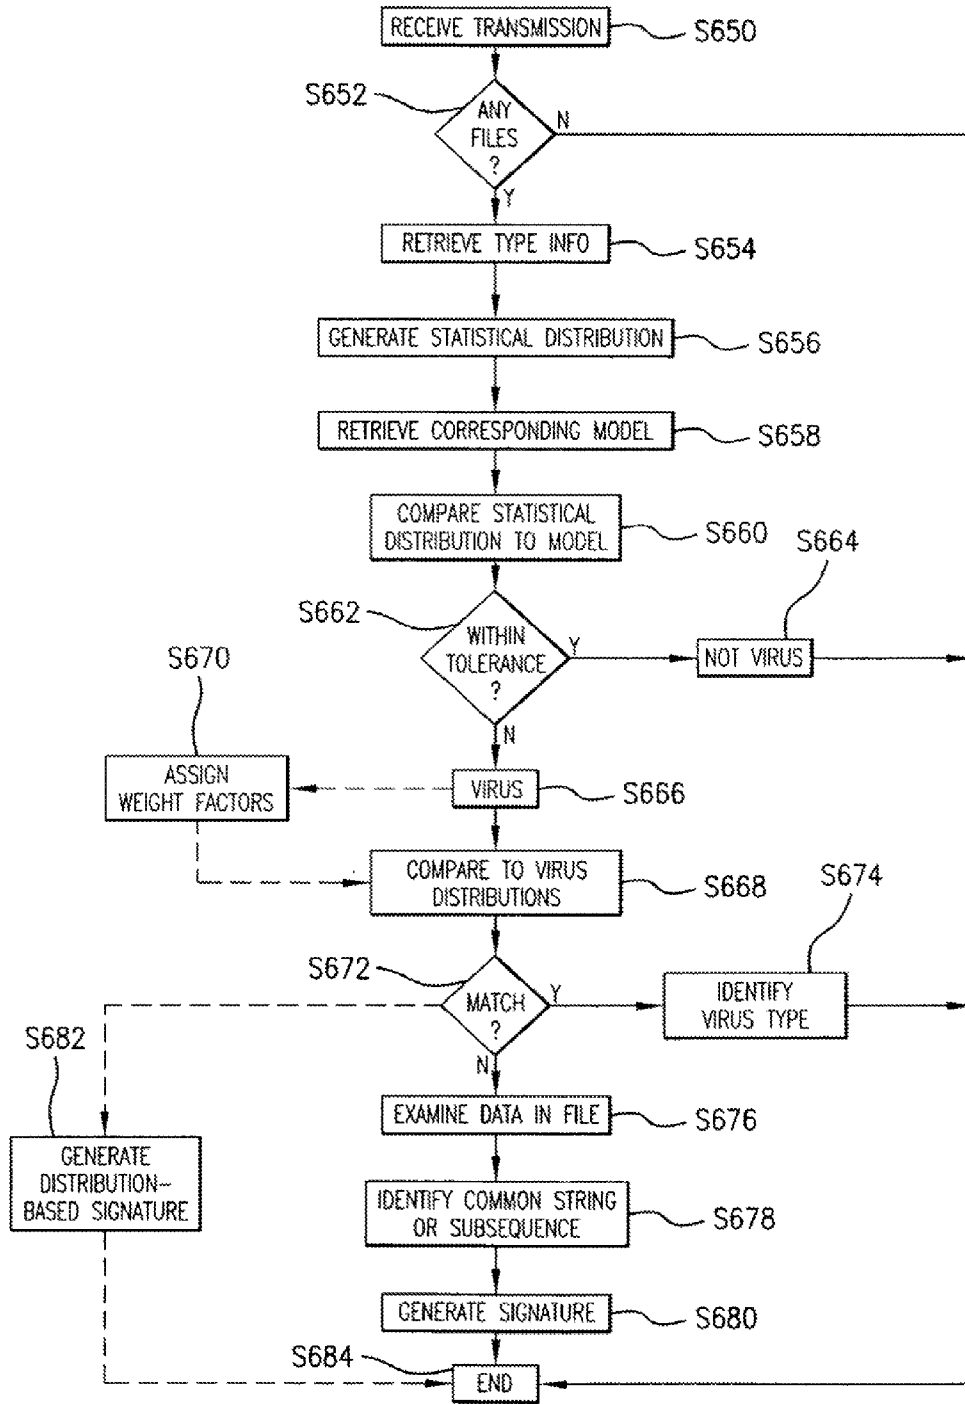 RECEIVE TRANSMISSION
S650
S652
ANY
FILES
?
N
Y
RETRIEVE TYPE INFO
S654
GENERATE STATISTICAL DISTRIBUTION
S656
RETRIEVE CORRESPONDING MODEL
S658
COMPARE STATISTICAL
DISTRIBUTION TO MODEL
S660
S664
S662
WITHIN
TOLERANCE
?
Y
NOT VIRUS
N
S670
ASSIGN
WEIGHT FACTORS
VIRUS
S666
COMPARE TO VIRUS
DISTRIBUTIONS
S668
S674
S672
MATCH
?
Y
IDENTIFY
VIRUS TYPE
N
S682
GENERATE
DISTRIBUTION–
BASED SIGNATURE
EXAMINE DATA IN FILE
S676
IDENTIFY COMMON STRING
OR SUBSEQUENCE
S678
GENERATE SIGNATURE
S680
S684
END